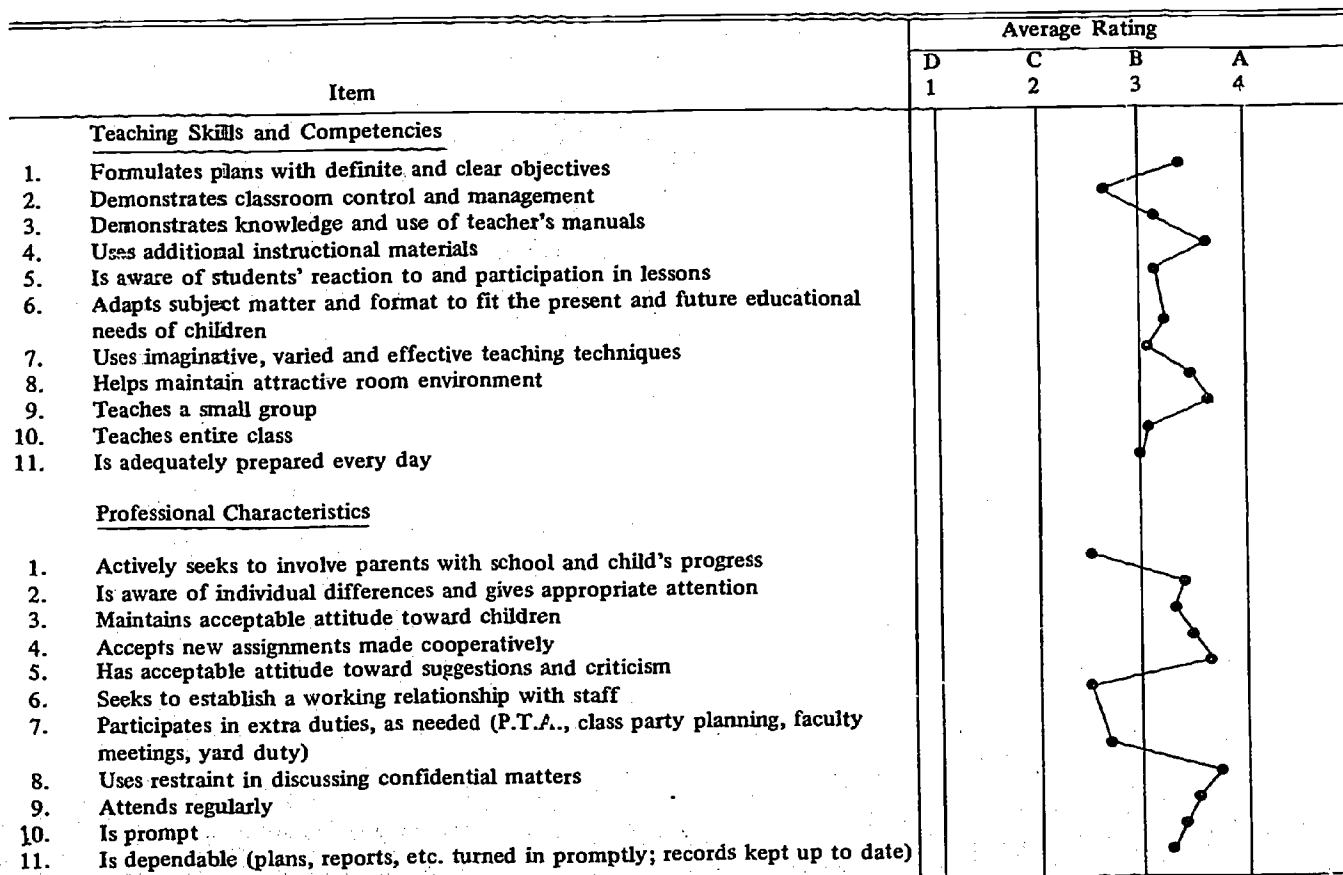 Average Rating
D C B A
Item 1 2 3 4
Teaching Skills and Competencies
1. Formulates plans with definite and clear objectives
2. Demonstrates classroom control and management
3. Demonstrates knowledge and use of teacher's manuals
4. Uses additional instructional materials
5. Is aware of students' reaction to and participation in lessons
6. Adapts subject matter and format to fit the present and future educational
needs of children
7. Uses imaginative, varied and effective teaching techniques
8. Helps maintain attractive room environment
9. Teaches a small group
10. Teaches entire class
11. Is adequately prepared every day
Professional Characteristics
1. Actively seeks to involve parents with school and child's progress
2. Is aware of individual differences and gives appropriate attention
3. Maintains acceptable attitude toward children
4. Accepts new assignments made cooperatively
5. Has acceptable attitude toward suggestions and criticism
6. Seeks to establish a working relationship with staff
7. Participates in extra duties, as needed (P.T.A., class party planning, faculty
meetings, yard duty)
8. Uses restraint in discussing confidential matters
9. Attends regularly
10. Is prompt
11. Is dependable (plans, reports, etc. turned in promptly; records kept up to date)